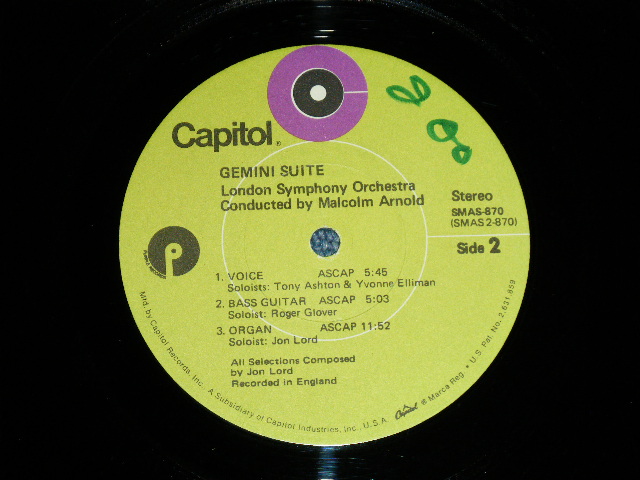 Capitol®
GEMINI SUITE
London Symphony Orchestra
Conducted by Malcolm Arnold
Stereo
SMAS-870
(SMAS 2-870)
Side 2
P
PURPLE RECORDS
1. VOICE ASCAP 5:45
Soloists: Tony Ashton & Yvonne Elliman
2. BASS GUITAR ASCAP 5:03
Soloist: Roger Glover
3. ORGAN ASCAP 11:52
Soloist: Jon Lord
All Selections Composed
by Jon Lord
Recorded in England
Mfd. by Capitol Records, Inc., A Subsidiary of Capitol Industries, Inc., U.S.A. Capitol ® Marca Reg. • U.S. Pat. No. 2,631,859